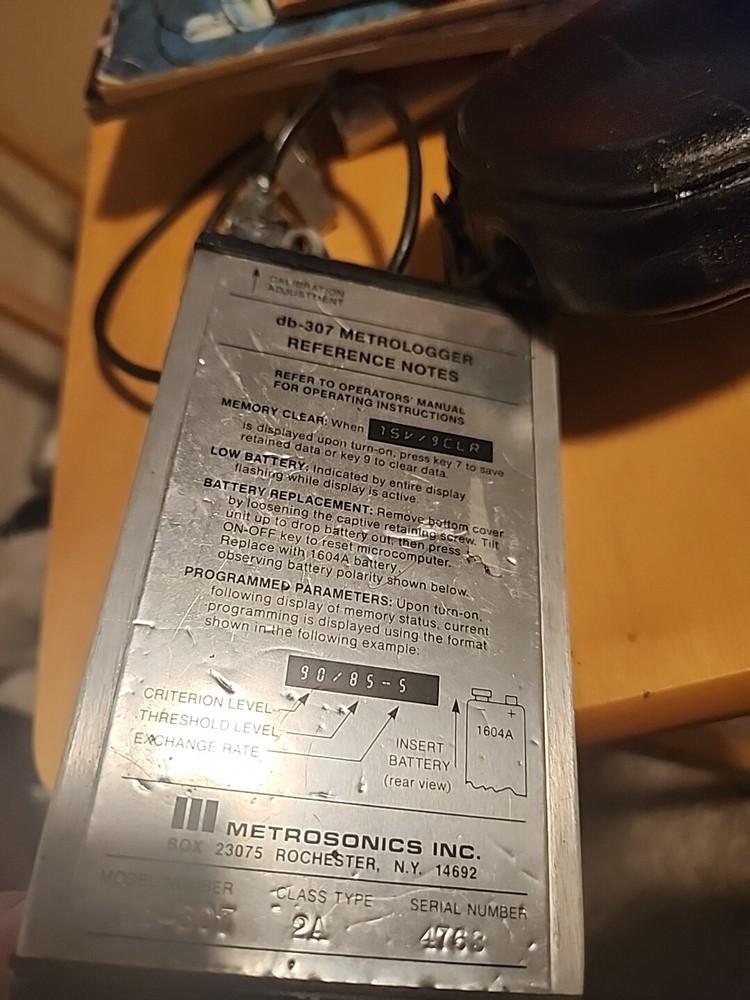 CALIBRATION
ADJUSTMENT
db-307 METROLOGGER
REFERENCE NOTES
REFER TO OPERATORS' MANUAL
FOR OPERATING INSTRUCTIONS
MEMORY CLEAR: When 7SV/9CLR
is displayed upon turn-on, press key 7 to save
retained data or key 9 to clear data.
LOW BATTERY: Indicated by entire display
flashing while display is active.
BATTERY REPLACEMENT: Remove bottom cover
by loosening the captive retaining screw. Tilt
unit up to drop battery out, then press
ON-OFF key to reset microcomputer.
Replace with 1604A battery,
observing battery polarity shown below.
PROGRAMMED PARAMETERS: Upon turn-on,
following display of memory status, current
programming is displayed using the format
shown in the following example:
90/85--5
CRITERION LEVEL
THRESHOLD LEVEL
EXCHANGE RATE
INSERT
BATTERY
(rear view)
+
1604A
METROSONICS INC.
BOX 23075 ROCHESTER, N.Y. 14692
MODEL NUMBER CLASS TYPE SERIAL NUMBER
2A 4763